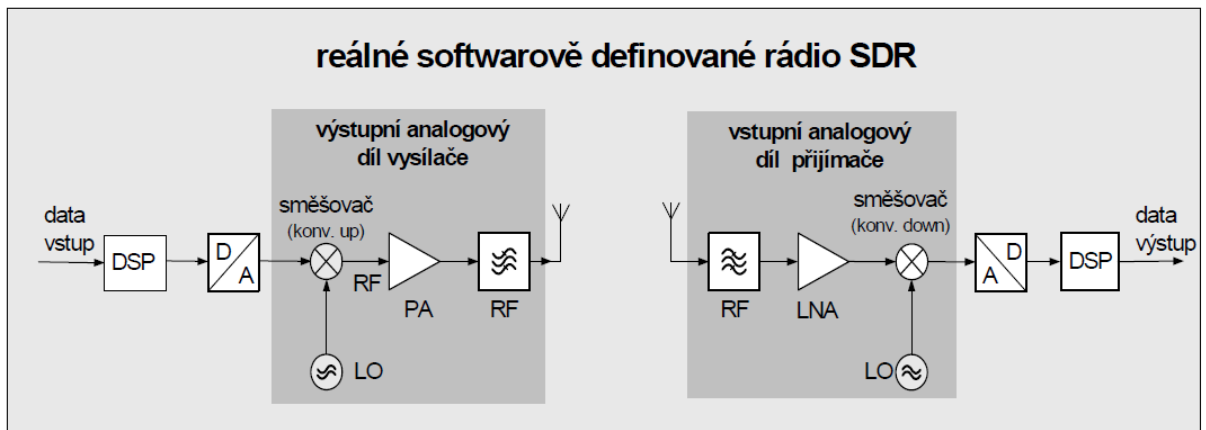 reálné softwarově definované rádio SDR
výstupní analogový
díl vysílače
data
vstup
DSP
D
A
směšovač
(konv. up)
RF
PA
RF
LO
vstupní analogový
díl přijímače
RF
LNA
směšovač
(konv. down)
LO
D
A
DSP
data
výstup